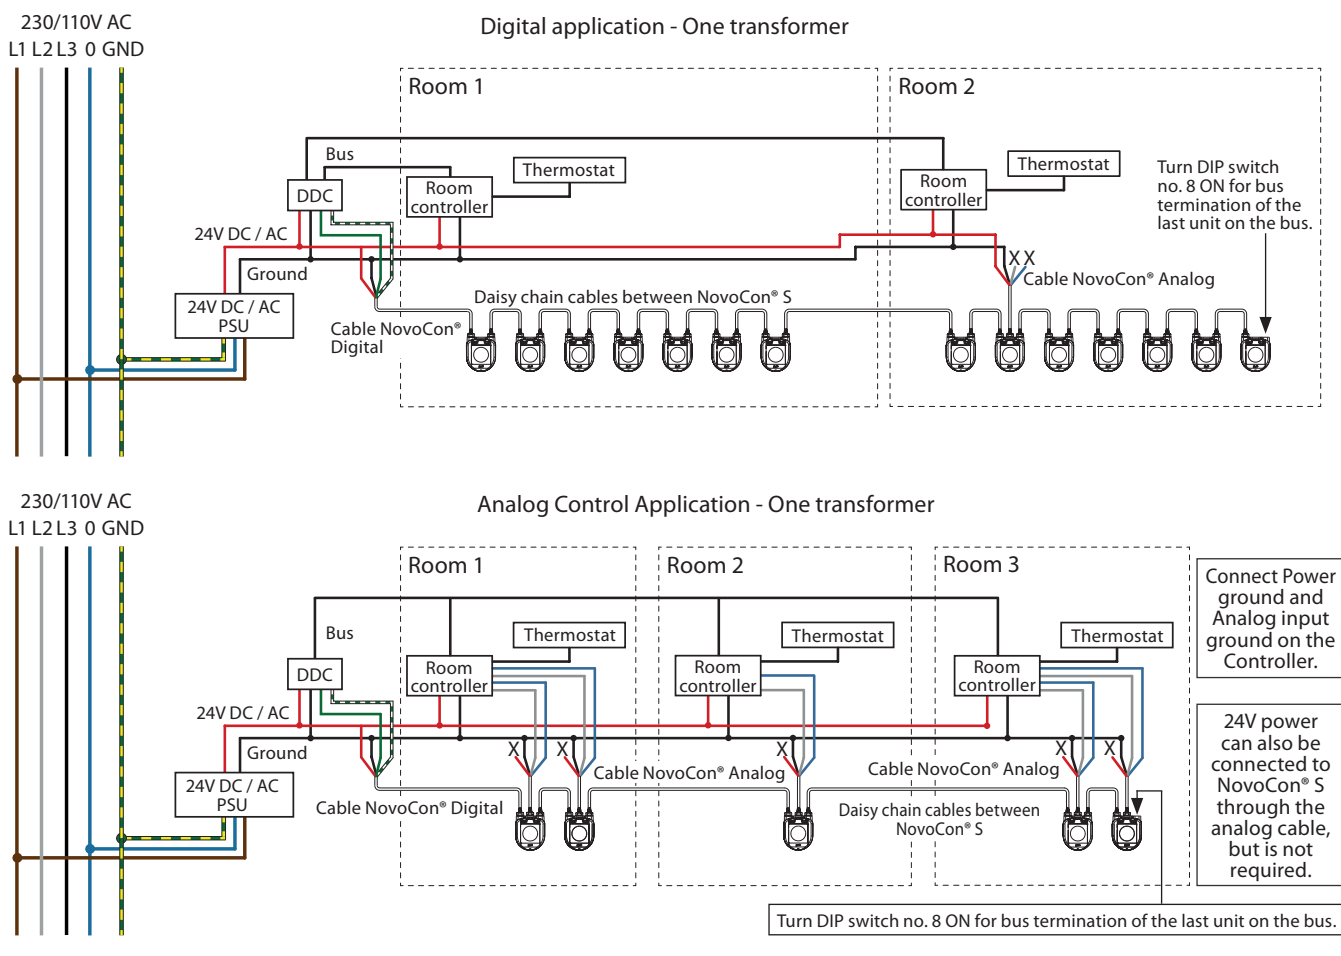 230/110V AC
L1 L2 L3 0 GND
Digital application - One transformer
Room 1
Room 2
Bus
DDC
Room
controller
Thermostat
Room
controller
Thermostat
Turn DIP switch
no. 8 ON for bus
termination of the
last unit on the bus.
24V DC / AC
Ground
24V DC / AC
PSU
X X
Cable NovoCon® Analog
Daisy chain cables between NovoCon® S
Cable NovoCon®
Digital
230/110V AC
L1 L2 L3 0 GND
Analog Control Application - One transformer
Room 1
Room 2
Room 3
Connect Power
ground and
Analog input
ground on the
Controller.
Bus
DDC
Room
controller
Thermostat
Room
controller
Thermostat
Room
controller
Thermostat
24V DC / AC
Ground
24V DC / AC
PSU
X
X
X
X
X
Cable NovoCon® Analog
Cable NovoCon® Analog
Cable NovoCon® Digital
Daisy chain cables between
NovoCon® S
24V power
can also be
connected to
NovoCon® S
through the
analog cable,
but is not
required.
Turn DIP switch no. 8 ON for bus termination of the last unit on the bus.